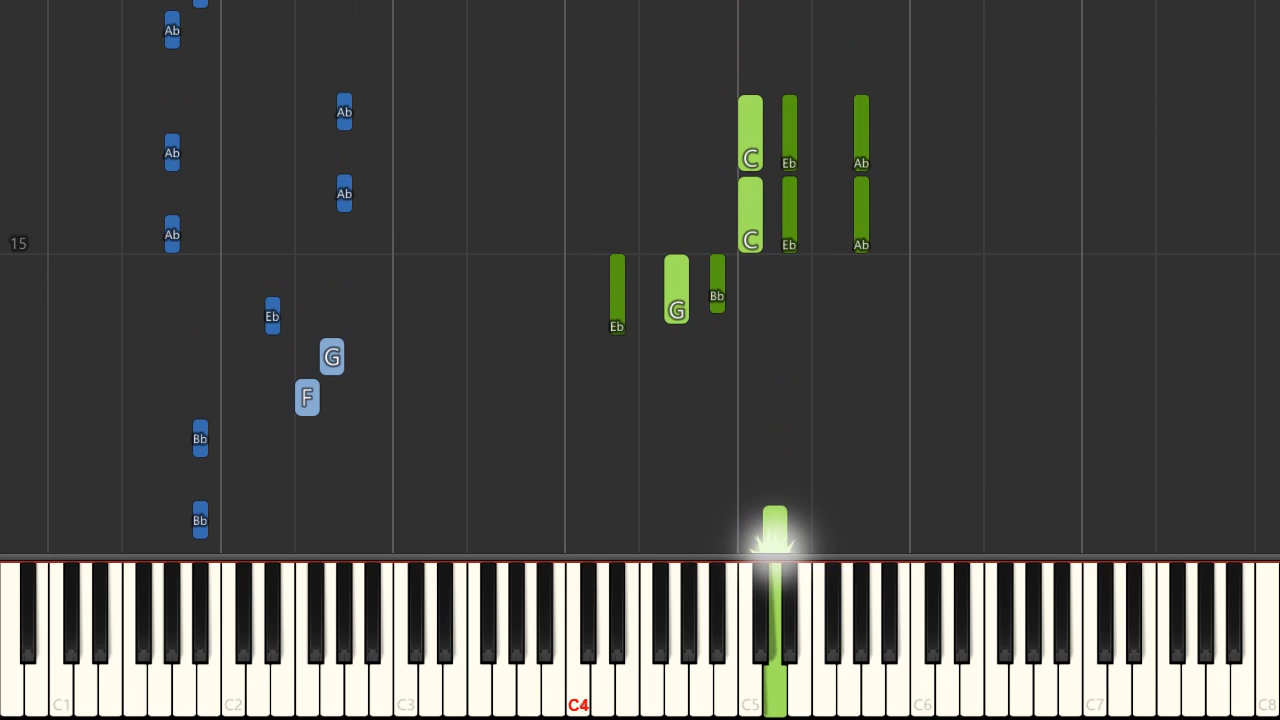 Ab
Ab
Ab C Eb Ab
Ab
Ab C Eb Ab
15
Eb G Bb
Eb
G
F
Bb
Bb
C1 C2 C3 C4 C5 C6 C7 C8